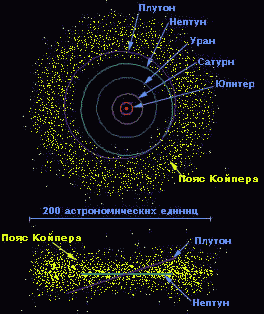 Плутон
Нептун
Уран
Сатурн
Юпитер
Пояс Койпера
200 астрономических единиц
Пояс Койпера
Плутон
Нептун